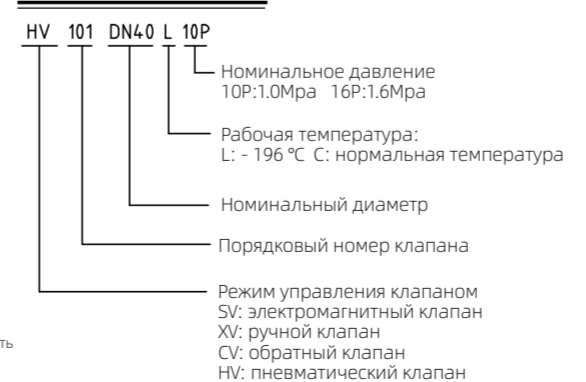 HV 101 DN40 L 10P
Номинальное давление
10P:1.0Mpa 16P:1.6Mpa
Рабочая температура:
L: - 196 ℃ C: нормальная температура
Номинальный диаметр
Порядковый номер клапана
Режим управления клапаном
SV: электромагнитный клапан
XV: ручной клапан
CV: обратный клапан
HV: пневматический клапан
ть